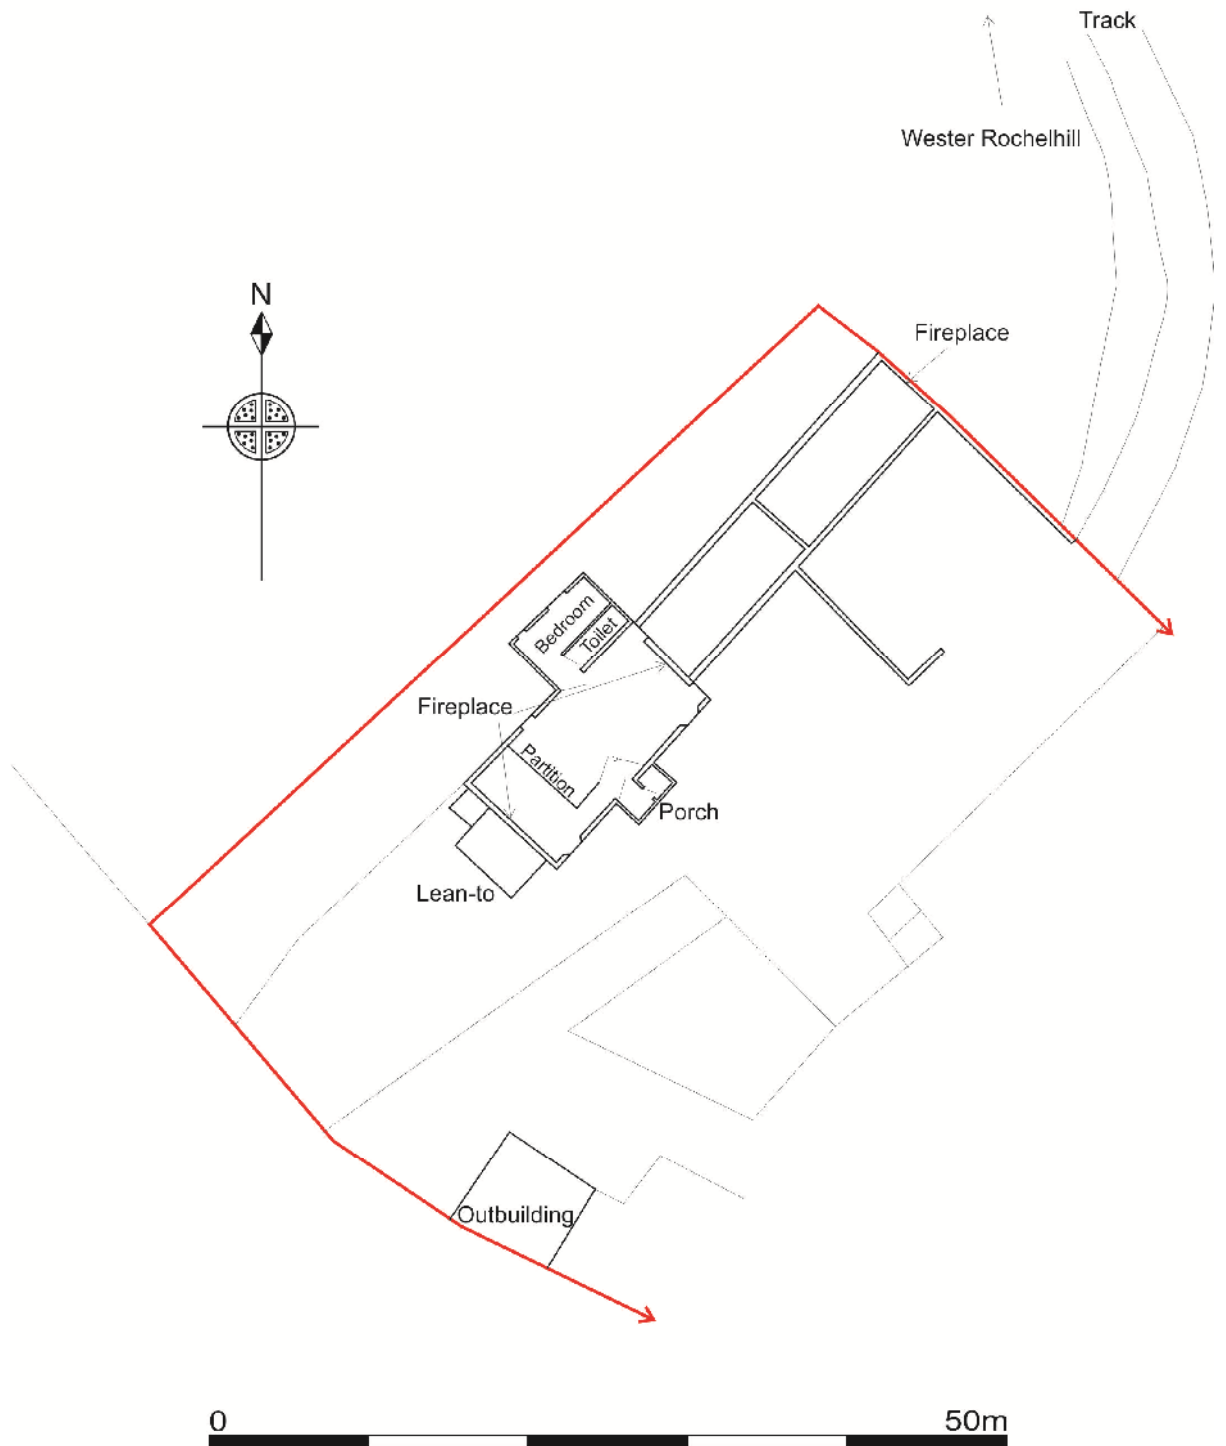 Track
Wester Rochelhill
N
Fireplace
Bedroom
Toilet
Fireplace
Partition
Porch
Lean-to
Outbuilding
0 50m